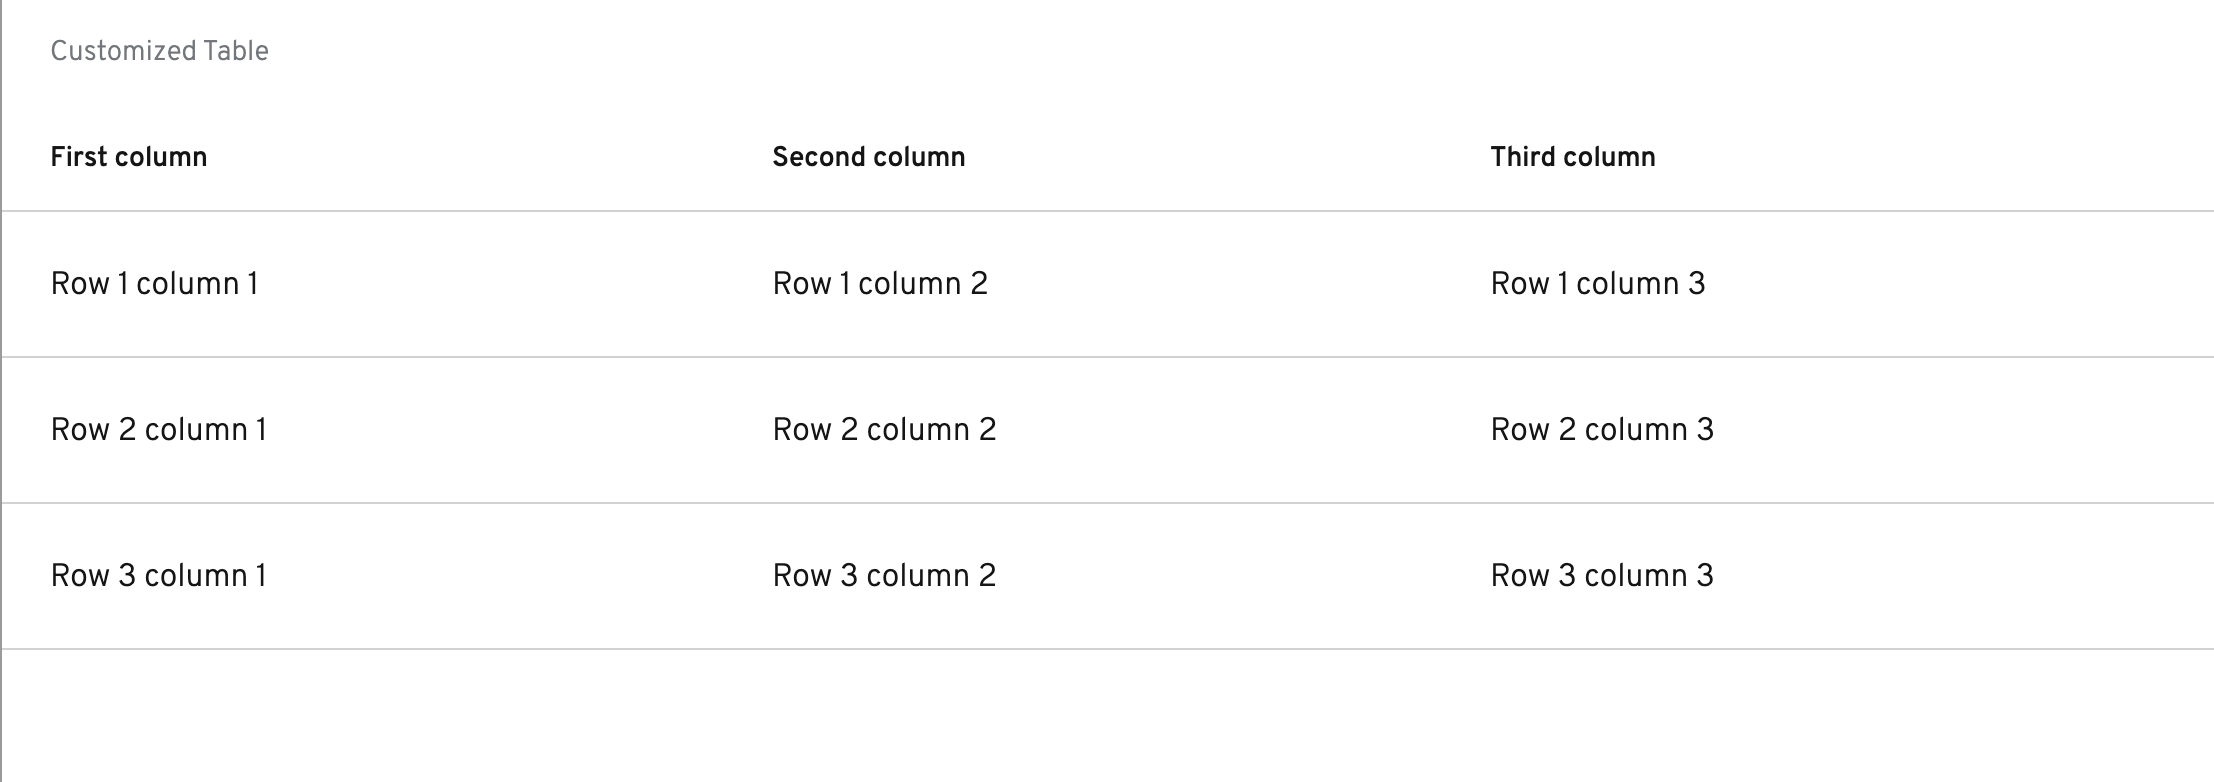 Customized Table
First column Second column Third column
Row 1 column 1 Row 1 column 2 Row 1 column 3
Row 2 column 1 Row 2 column 2 Row 2 column 3
Row 3 column 1 Row 3 column 2 Row 3 column 3